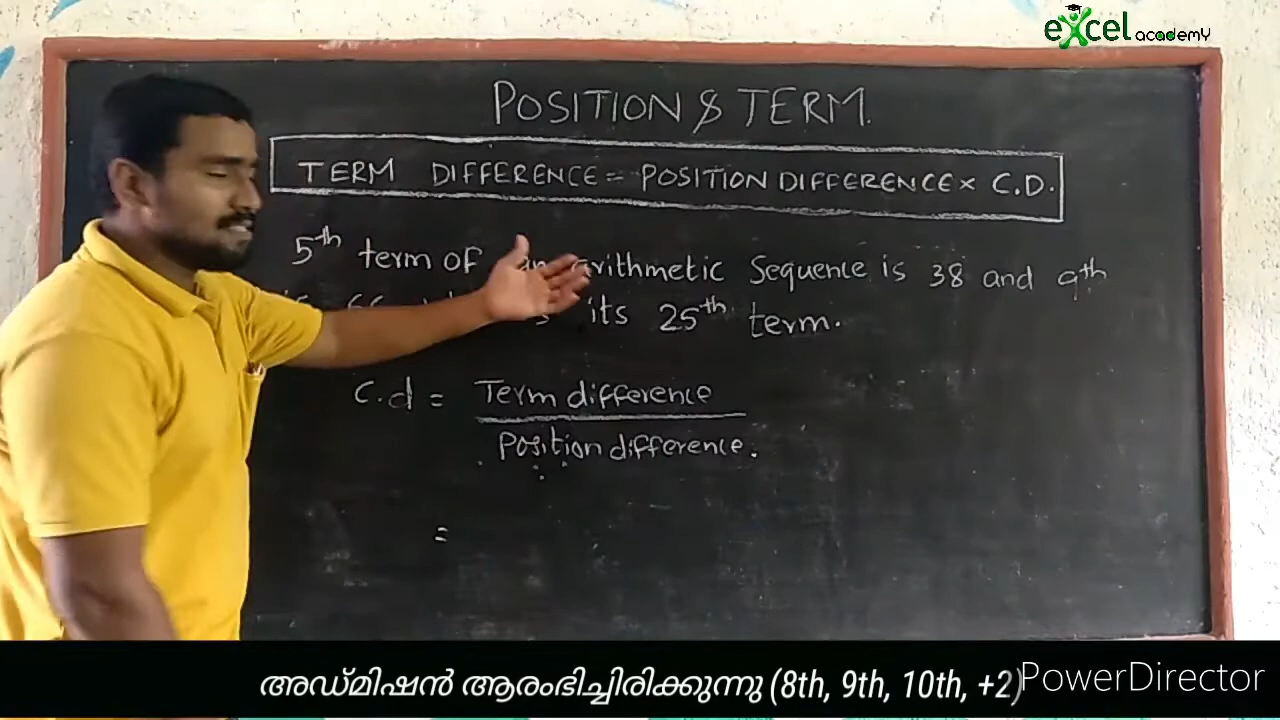 eXcel academy
POSITION & TERM.
TERM DIFFERENCE = POSITION DIFFERENCE × C.D.
5th term of an arithmetic Sequence is 38 and 9th
its 25th term.
C.d = Term difference
Position difference.
=
അഡ്മിഷൻ ആരംഭിച്ചിരിക്കുന്നു (8th, 9th, 10th, +2)
PowerDirector